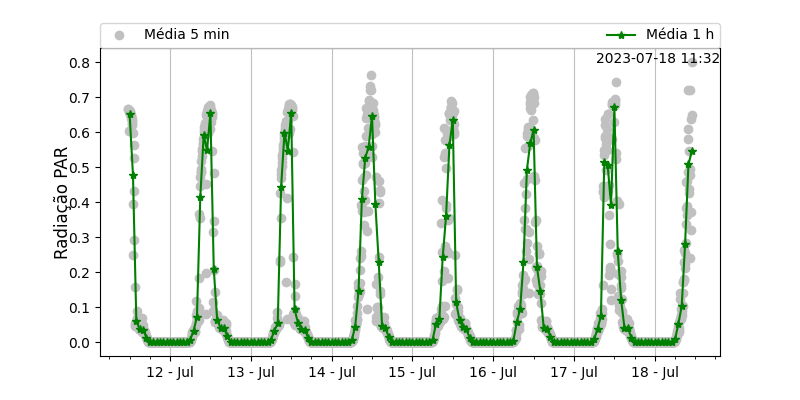 Média 5 min
Média 1 h
2023-07-18 11:32
Radiação PAR
0.8
0.7
0.6
0.5
0.4
0.3
0.2
0.1
0.0
12 - Jul
13 - Jul
14 - Jul
15 - Jul
16 - Jul
17 - Jul
18 - Jul